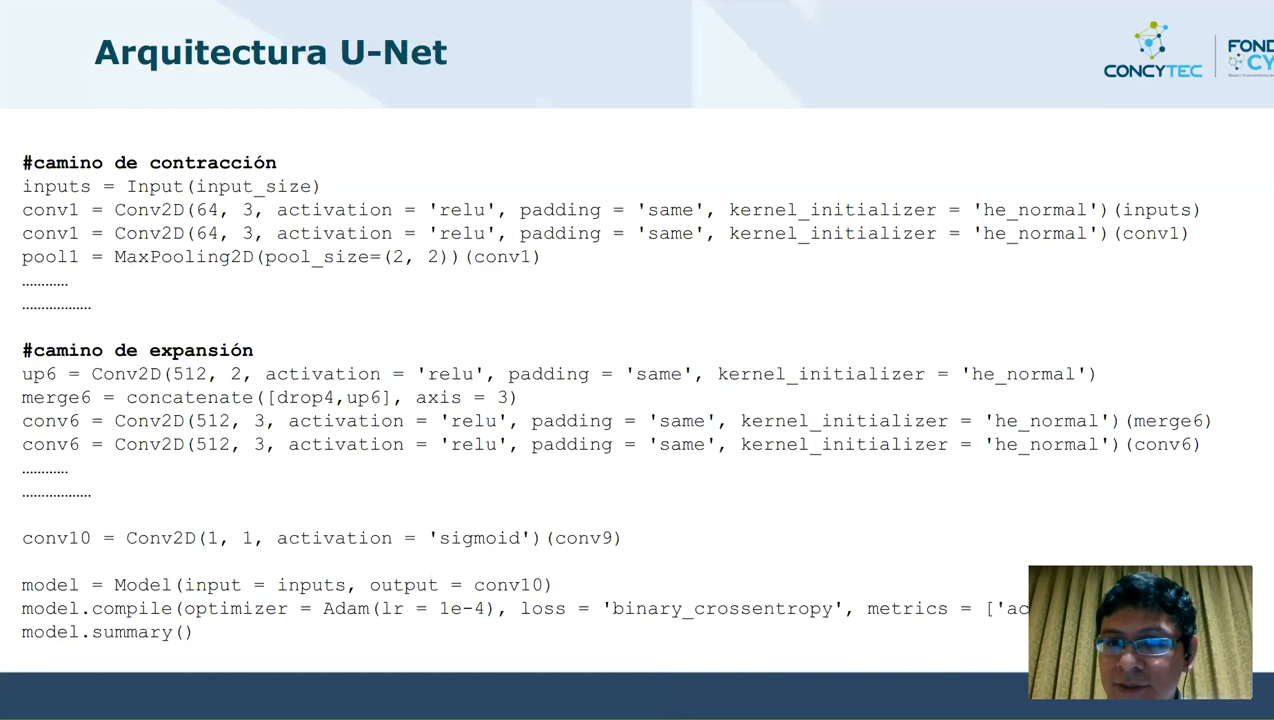 Arquitectura U-Net
CONCYTEC
FOND
CY
#camino de contracción
inputs = Input(input_size)
conv1 = Conv2D(64, 3, activation = 'relu', padding = 'same', kernel_initializer = 'he_normal')(inputs)
conv1 = Conv2D(64, 3, activation = 'relu', padding = 'same', kernel_initializer = 'he_normal')(conv1)
pool1 = MaxPooling2D(pool_size=(2, 2))(conv1)
…………
………………
#camino de expansión
up6 = Conv2D(512, 2, activation = 'relu', padding = 'same', kernel_initializer = 'he_normal')
merge6 = concatenate([drop4,up6], axis = 3)
conv6 = Conv2D(512, 3, activation = 'relu', padding = 'same', kernel_initializer = 'he_normal')(merge6)
conv6 = Conv2D(512, 3, activation = 'relu', padding = 'same', kernel_initializer = 'he_normal')(conv6)
…………
………………
conv10 = Conv2D(1, 1, activation = 'sigmoid')(conv9)
model = Model(input = inputs, output = conv10)
model.compile(optimizer = Adam(lr = 1e-4), loss = 'binary_crossentropy', metrics = ['ac
model.summary()